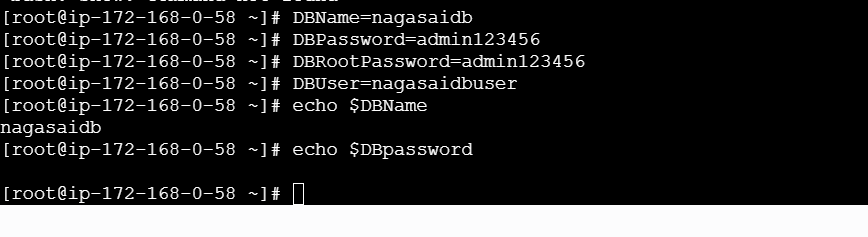 [root@ip-172-168-0-58 ~]# DBName=nagasaidb
[root@ip-172-168-0-58 ~]# DBPassword=admin123456
[root@ip-172-168-0-58 ~]# DBRootPassword=admin123456
[root@ip-172-168-0-58 ~]# DBUser=nagasaidbuser
[root@ip-172-168-0-58 ~]# echo $DBName
nagasaidb
[root@ip-172-168-0-58 ~]# echo $DBpassword
[root@ip-172-168-0-58 ~]#